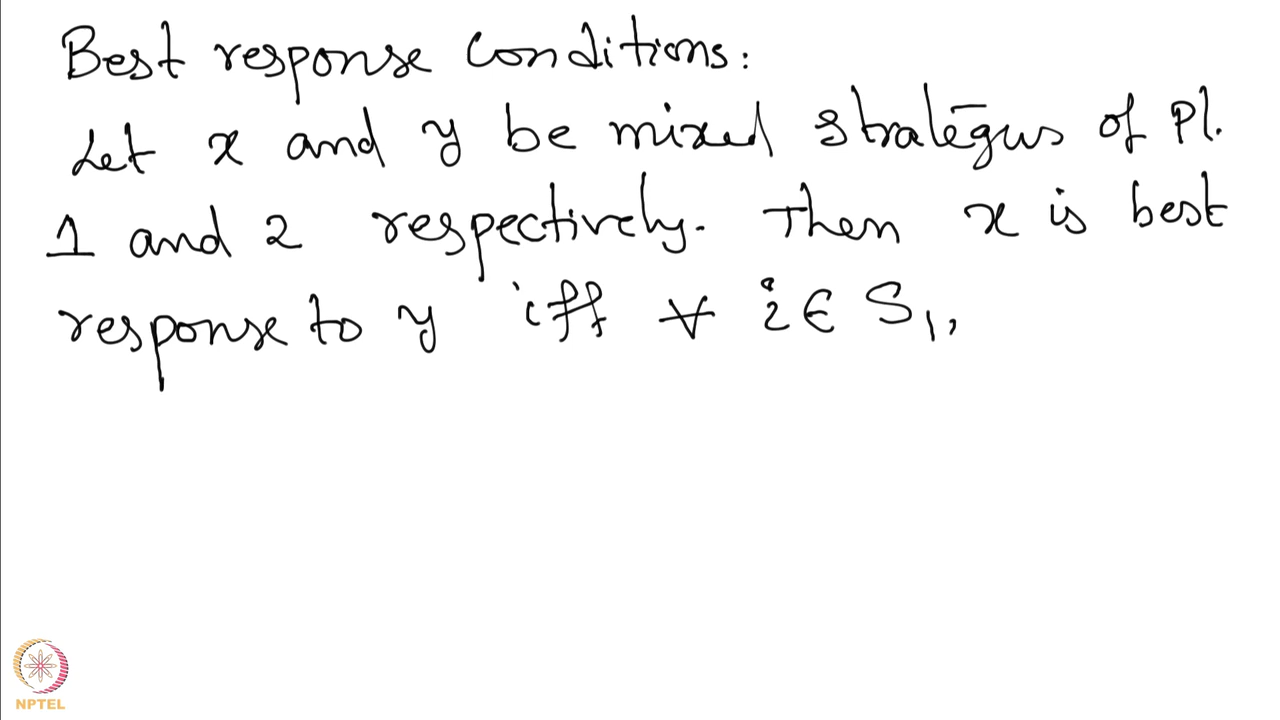 Best response conditions:
Let x and y be mixed strategies of Pl.
1 and 2 respectively. Then x is best
response to y iff ∀ i ∈ S₁,
NPTEL